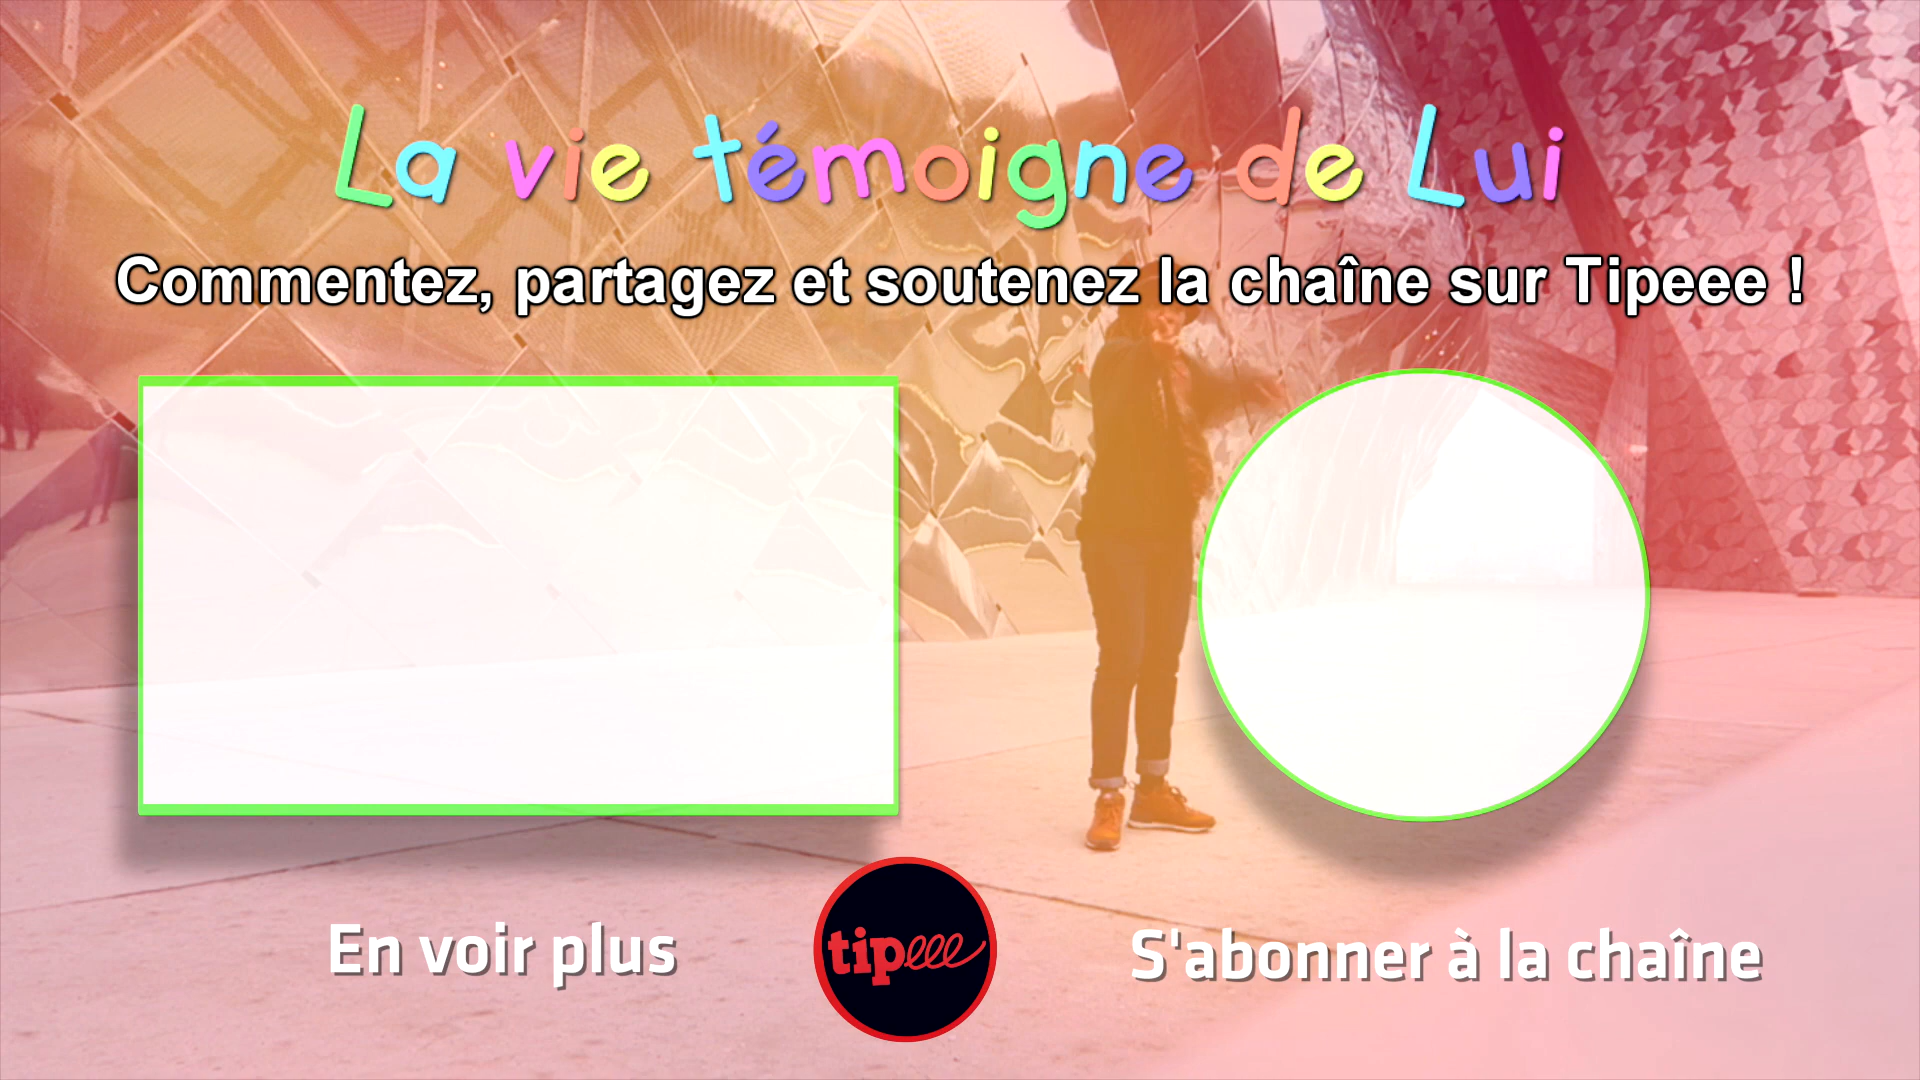 La vie témoigne de Lui
Commentez, partagez et soutenez la chaîne sur Tipeee !
En voir plus
tipeee
S'abonner à la chaîne